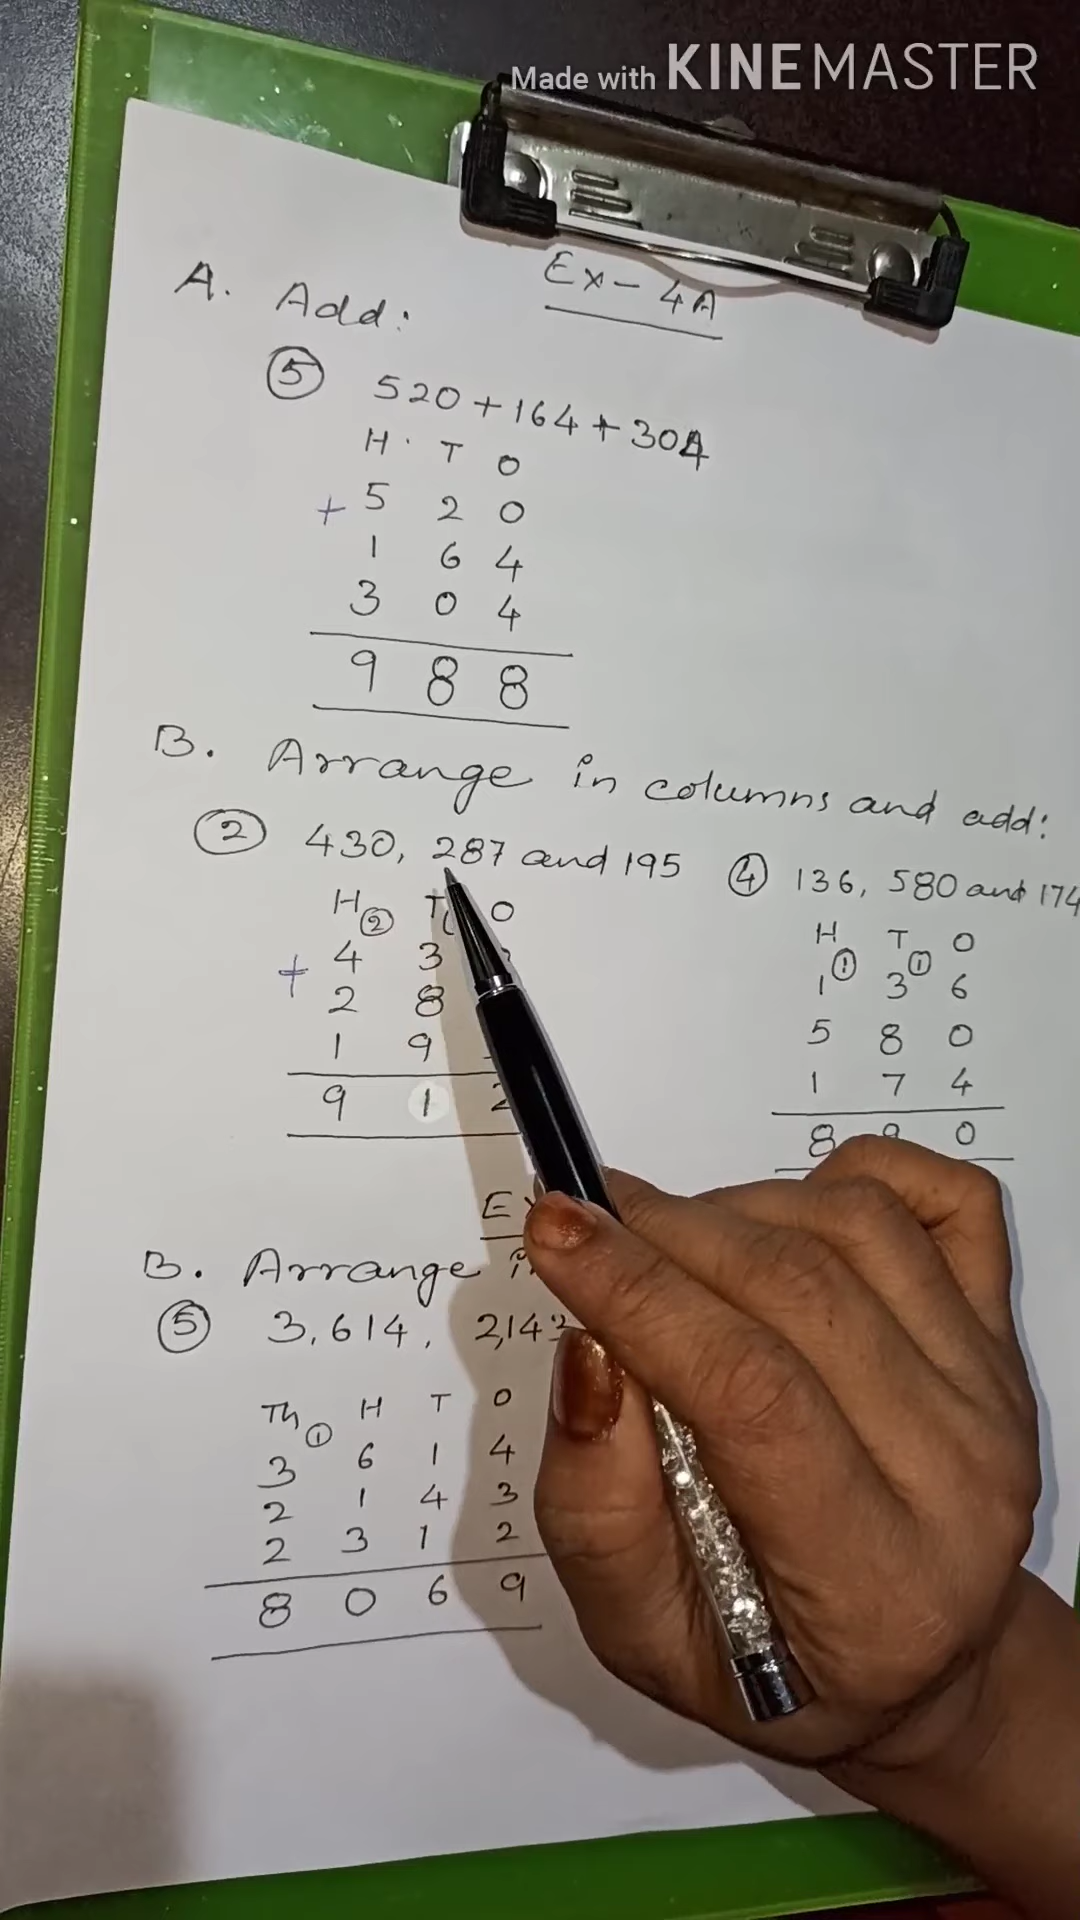 Made with KINEMASTER
Ex - 4A
A. Add:
5 520 + 164 + 304
H · T O
+ 5 2 0
1 6 4
3 0 4
9 8 8
B. Arrange in columns and add:
2 430, 287 and 195
H 2 T O
+ 4 3
2 8
1 9
9 1 2
4 136, 580 and 174
H T O
1 1
1 3 6
5 8 0
1 7 4
8 9 0
B. Arrange
5 3,614, 2,143
Th H T O
1
3 6 1 4
2 1 4 3
2 3 1 2
8 0 6 9